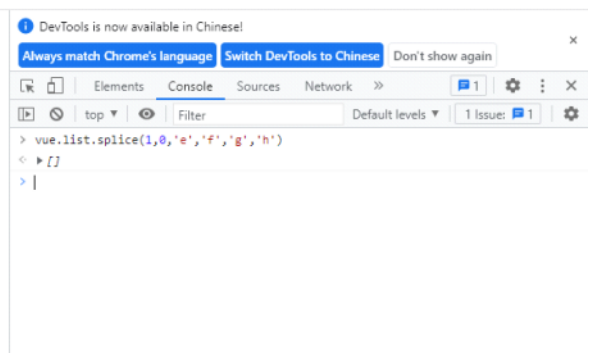 DevTools is now available in Chinese!
Always match Chrome's language Switch DevTools to Chinese Don't show again
Elements Console Sources Network » 1
top ▼ Filter Default levels ▼ 1 Issue: 1
> vue.list.splice(1,0,'e','f','g','h')
< ▶ []
>